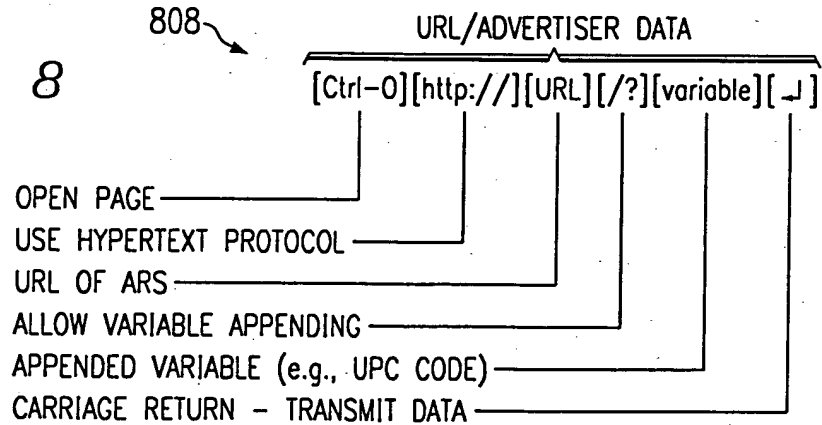 808
URL/ADVERTISER DATA
8
[Ctrl-O][http://][URL][/?][variable][↵]
OPEN PAGE
USE HYPERTEXT PROTOCOL
URL OF ARS
ALLOW VARIABLE APPENDING
APPENDED VARIABLE (e.g., UPC CODE)
CARRIAGE RETURN - TRANSMIT DATA